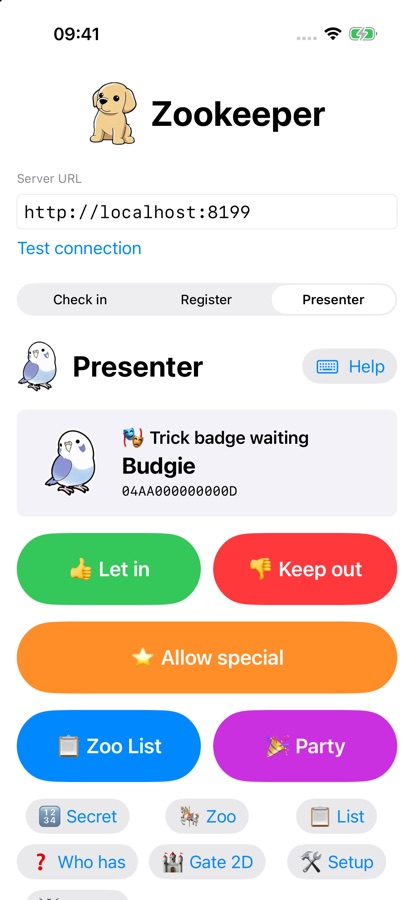 09:41
Zookeeper
Server URL
http://localhost:8199
Test connection
Check in Register Presenter
Presenter
Help
🎭 Trick badge waiting
Budgie
04AA000000000D
👍 Let in
👎 Keep out
⭐ Allow special
📋 Zoo List
🎉 Party
🔢 Secret
🎠 Zoo
📋 List
❓ Who has
🏰 Gate 2D
🛠️ Setup